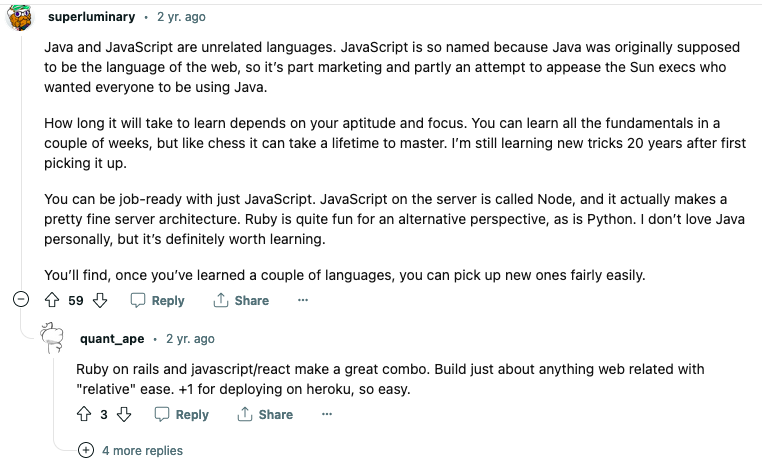 superluminary • 2 yr. ago
Java and JavaScript are unrelated languages. JavaScript is so named because Java was originally supposed
to be the language of the web, so it’s part marketing and partly an attempt to appease the Sun execs who
wanted everyone to be using Java.
How long it will take to learn depends on your aptitude and focus. You can learn all the fundamentals in a
couple of weeks, but like chess it can take a lifetime to master. I’m still learning new tricks 20 years after first
picking it up.
You can be job-ready with just JavaScript. JavaScript on the server is called Node, and it actually makes a
pretty fine server architecture. Ruby is quite fun for an alternative perspective, as is Python. I don’t love Java
personally, but it’s definitely worth learning.
You’ll find, once you’ve learned a couple of languages, you can pick up new ones fairly easily.
59 Reply Share ...
quant_ape • 2 yr. ago
Ruby on rails and javascript/react make a great combo. Build just about anything web related with
"relative" ease. +1 for deploying on heroku, so easy.
3 Reply Share ...
4 more replies